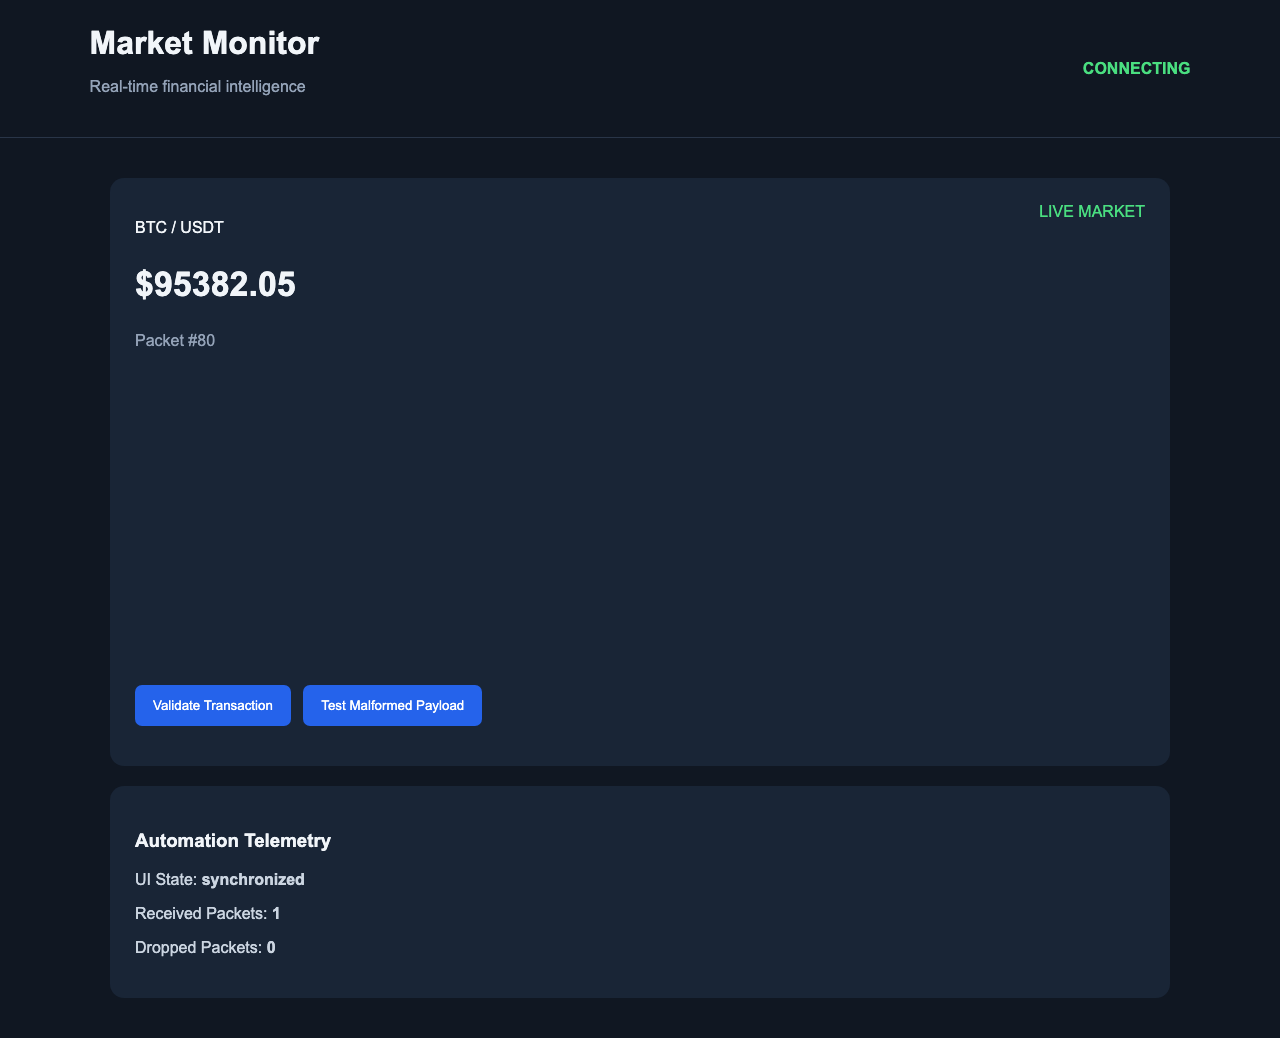 Market Monitor
Real-time financial intelligence
CONNECTING
LIVE MARKET
BTC / USDT
$95382.05
Packet #80
Validate Transaction
Test Malformed Payload
Automation Telemetry
UI State: synchronized
Received Packets: 1
Dropped Packets: 0